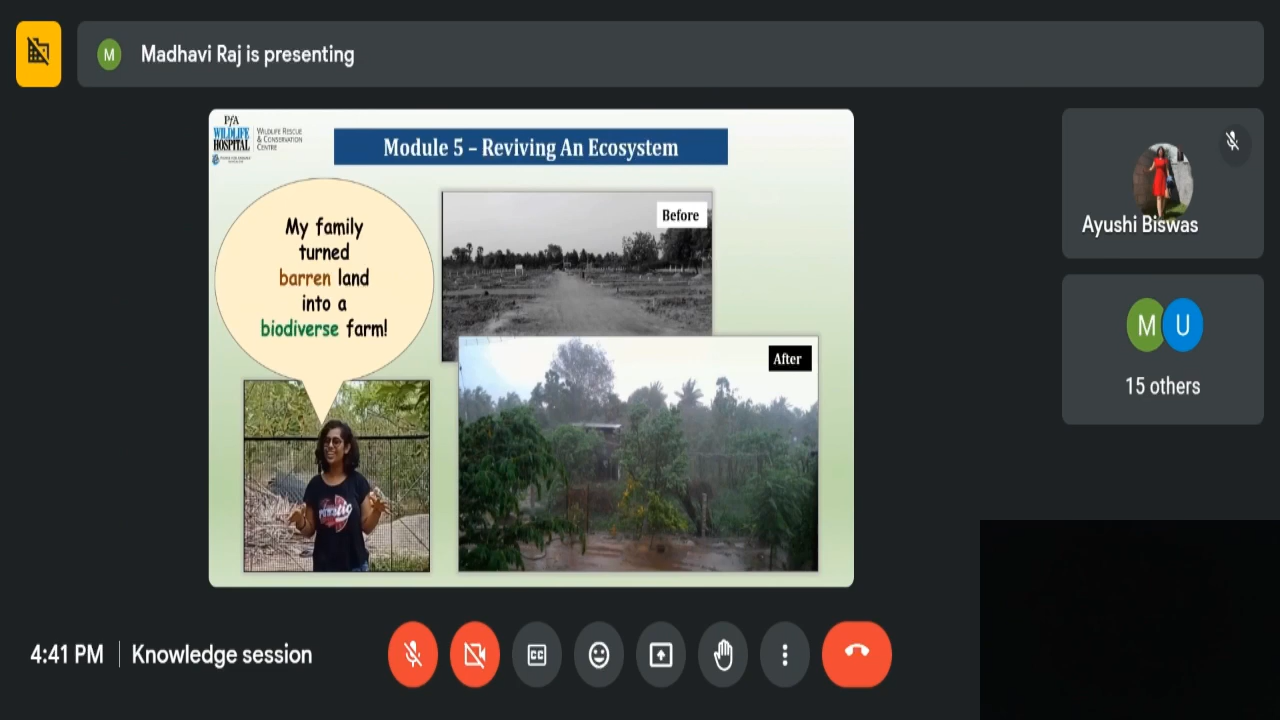 M
Madhavi Raj is presenting
PfA
WILDLIFE
HOSPITAL
WILDLIFE RESCUE
& CONSERVATION
CENTRE
Module 5 – Reviving An Ecosystem
My family
turned
barren land
into a
biodiverse farm!
Before
After
Ayushi Biswas
M U
15 others
4:41 PM
Knowledge session
CC